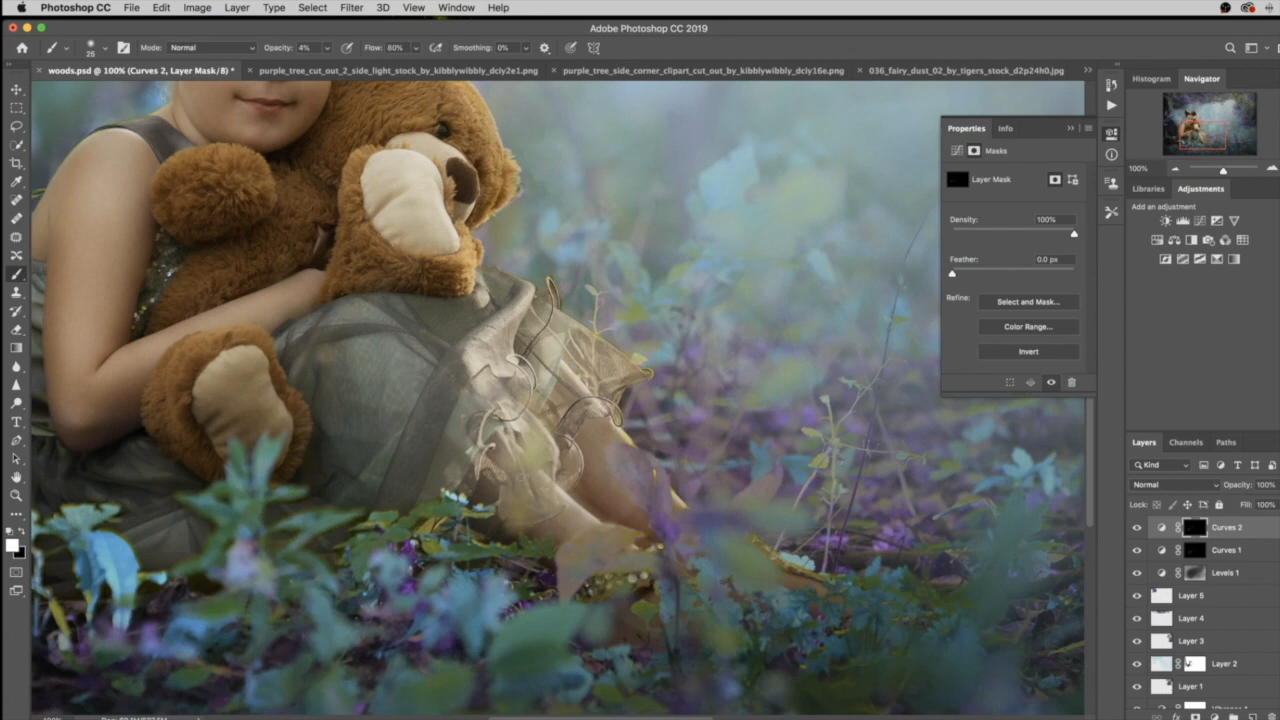 Photoshop CC File Edit Image Layer Type Select Filter 3D View Window Help
Adobe Photoshop CC 2019
25 Mode: Normal Opacity: 4% Flow: 80% Smoothing: 0%
woods.psd @ 100% (Curves 2, Layer Mask/8) * purple_tree_cut_out_2_side_light_stock_by_kibblywibbly_dciy2e1.png purple_tree_side_corner_clipart_cut_out_by_kibblywibbly_dciy16e.png 036_fairy_dust_02_by_tigers_stock_d2p24h0.jpg
Histogram Navigator
100%
Properties Info
Masks
Layer Mask
Density: 100%
Feather: 0.0 px
Refine: Select and Mask...
Color Range...
Invert
Libraries Adjustments
Add an adjustment
Layers Channels Paths
Kind
Normal Opacity: 100%
Lock: Fill: 100%
Curves 2
Curves 1
Levels 1
Layer 5
Layer 4
Layer 3
Layer 2
Layer 1